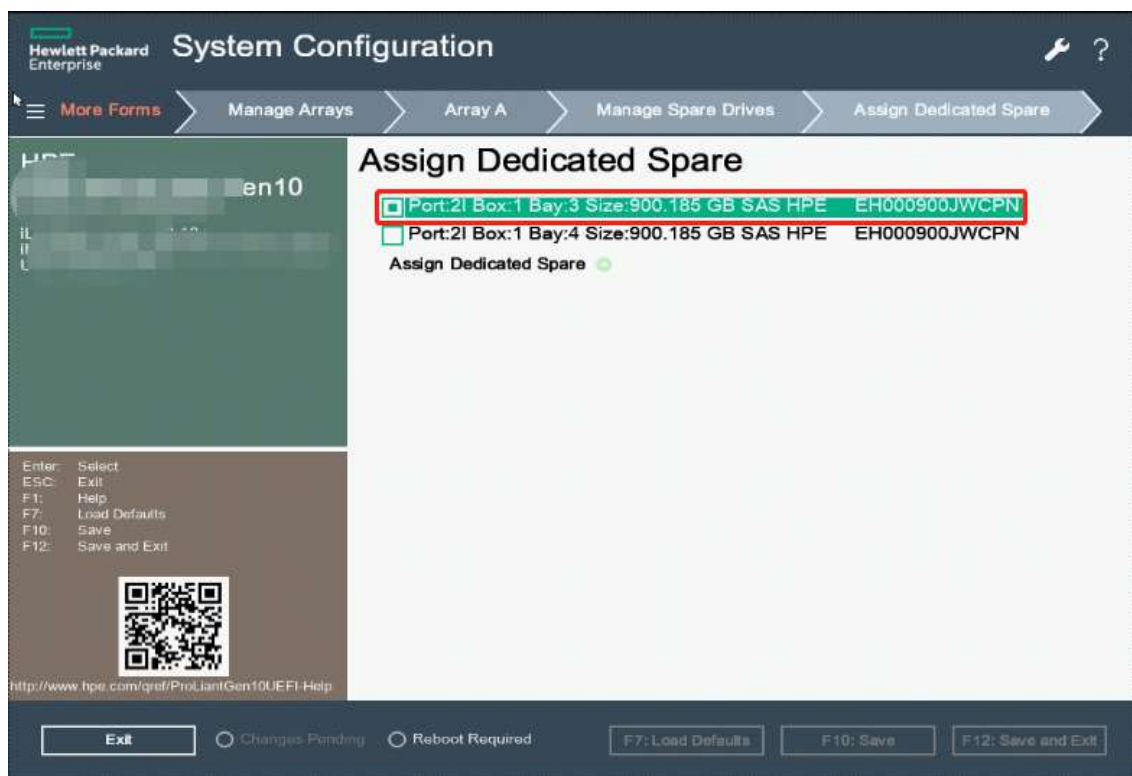 Hewlett Packard
Enterprise
System Configuration
?
More Forms
Manage Arrays
Array A
Manage Spare Drives
Assign Dedicated Spare
en10
Assign Dedicated Spare
Port:2I Box:1 Bay:3 Size:900.185 GB SAS HPE EH000900JWCPN
Port:2I Box:1 Bay:4 Size:900.185 GB SAS HPE EH000900JWCPN
Assign Dedicated Spare
Enter: Select
ESC: Exit
F1: Help
F7: Load Defaults
F10: Save
F12: Save and Exit
http://www.hpe.com/qref/ProLiantGen10UEFI-Help
Exit
Changes Pending
Reboot Required
F7: Load Defaults
F10: Save
F12: Save and Exit